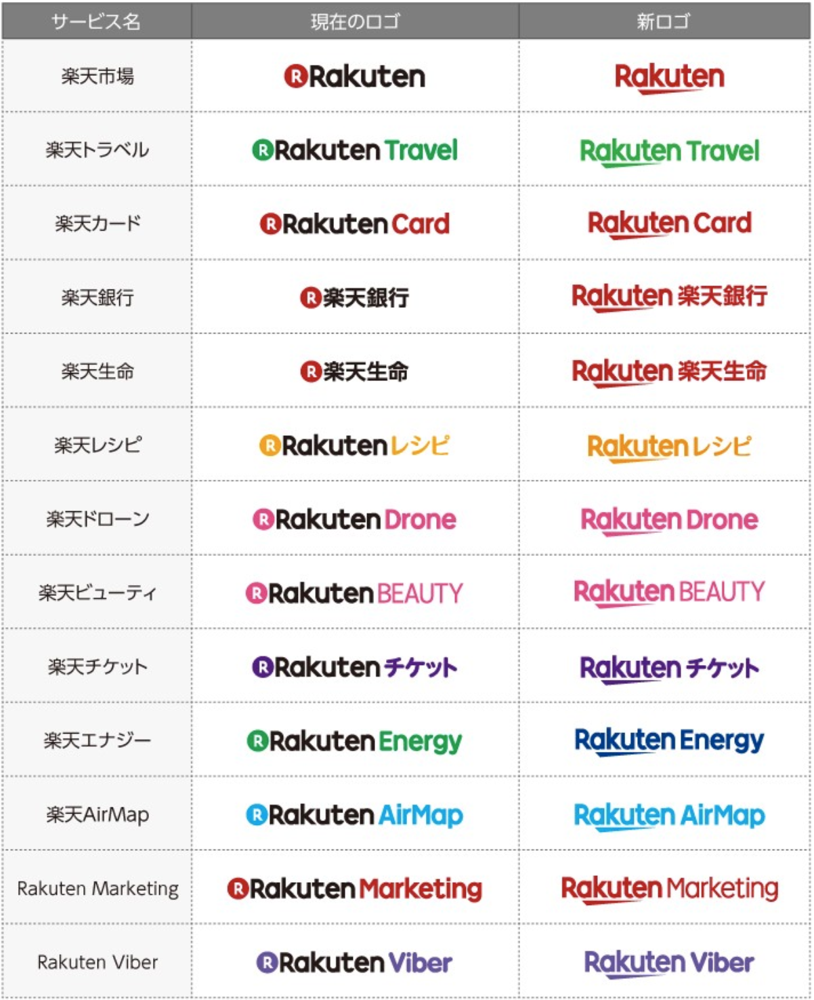 サービス名 現在のロゴ 新ロゴ
楽天市場 R Rakuten Rakuten
楽天トラベル R Rakuten Travel Rakuten Travel
楽天カード R Rakuten Card Rakuten Card
楽天銀行 R 楽天銀行 Rakuten 楽天銀行
楽天生命 R 楽天生命 Rakuten 楽天生命
楽天レシピ R Rakuten レシピ Rakuten レシピ
楽天ドローン R Rakuten Drone Rakuten Drone
楽天ビューティ R Rakuten BEAUTY Rakuten BEAUTY
楽天チケット R Rakuten チケット Rakuten チケット
楽天エナジー R Rakuten Energy Rakuten Energy
楽天AirMap R Rakuten AirMap Rakuten AirMap
Rakuten Marketing R Rakuten Marketing Rakuten Marketing
Rakuten Viber R Rakuten Viber Rakuten Viber